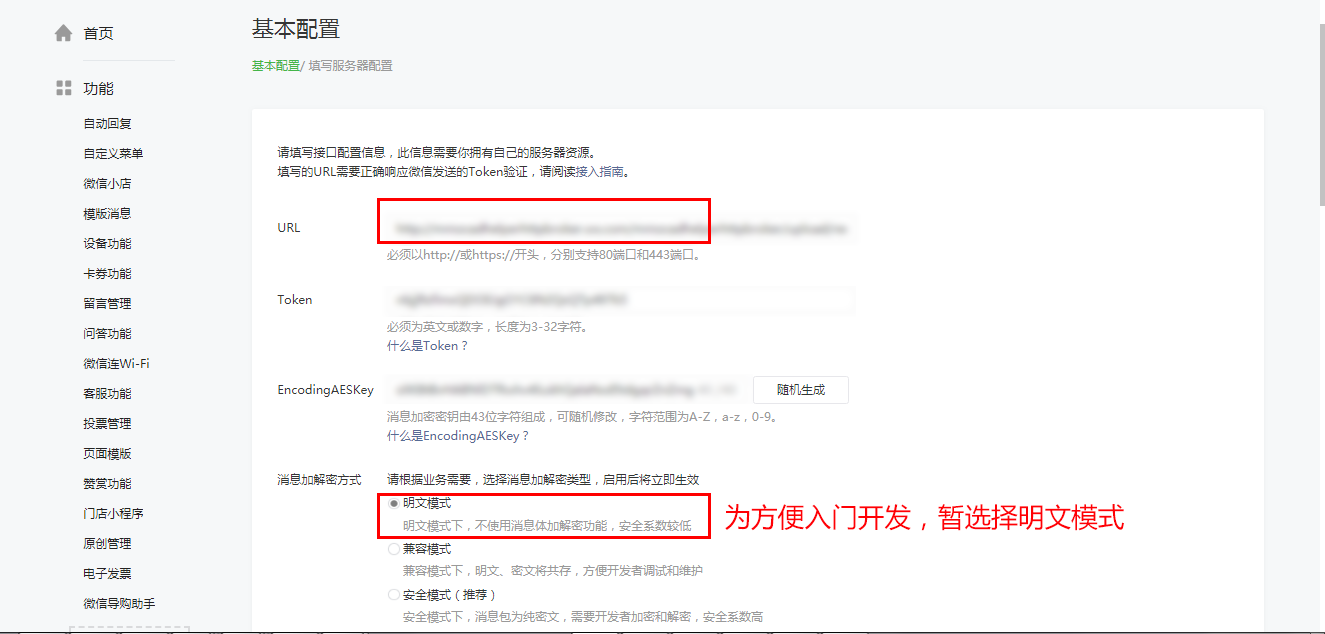 首页
功能
自动回复
自定义菜单
微信小店
模版消息
设备功能
卡券功能
留言管理
问答功能
微信连Wi-Fi
客服功能
投票管理
页面模版
赞赏功能
门店小程序
原创管理
电子发票
微信导购助手
基本配置
基本配置/ 填写服务器配置
请填写接口配置信息，此信息需要你拥有自己的服务器资源。
填写的URL需要正确响应微信发送的Token验证，请阅读接入指南。
URL
必须以http://或https://开头，分别支持80端口和443端口。
Token
必须为英文或数字，长度为3-32字符。
什么是Token？
EncodingAESKey
随机生成
消息加密密钥由43位字符组成，可随机修改，字符范围为A-Z，a-z，0-9。
什么是EncodingAESKey？
消息加解密方式 请根据业务需要，选择消息加解密类型，启用后将立即生效
明文模式
明文模式下，不使用消息体加解密功能，安全系数较低
为方便入门开发，暂选择明文模式
兼容模式
兼容模式下，明文、密文将共存，方便开发者调试和维护
安全模式（推荐）
安全模式下，消息包为纯密文，需要开发者加密和解密，安全系数高